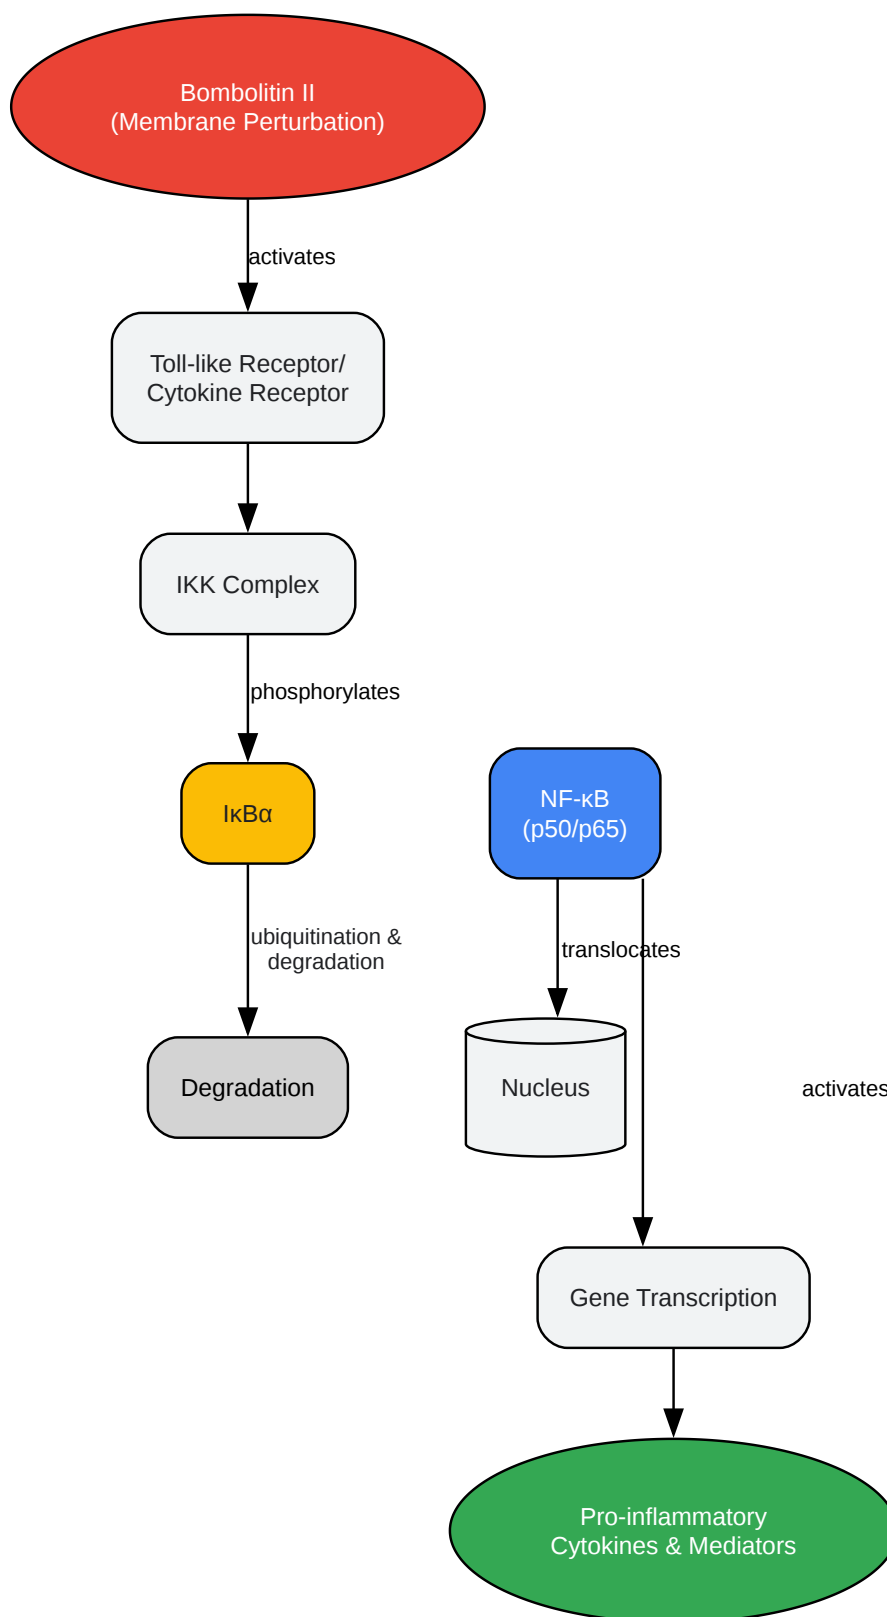 Bombolitin II
(Membrane Perturbation)
activates
Toll-like Receptor/
Cytokine Receptor
IKK Complex
phosphorylates
IκBα
NF-κB
(p50/p65)
ubiquitination &
degradation
translocates
Degradation
Nucleus
activates
Gene Transcription
Pro-inflammatory
Cytokines & Mediators